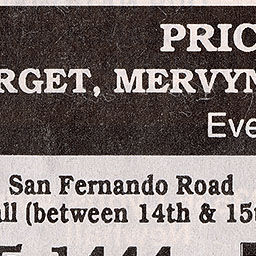 PRIC
RGET, MERVYN
Eve
San Fernando Road
all (between 14th & 15t